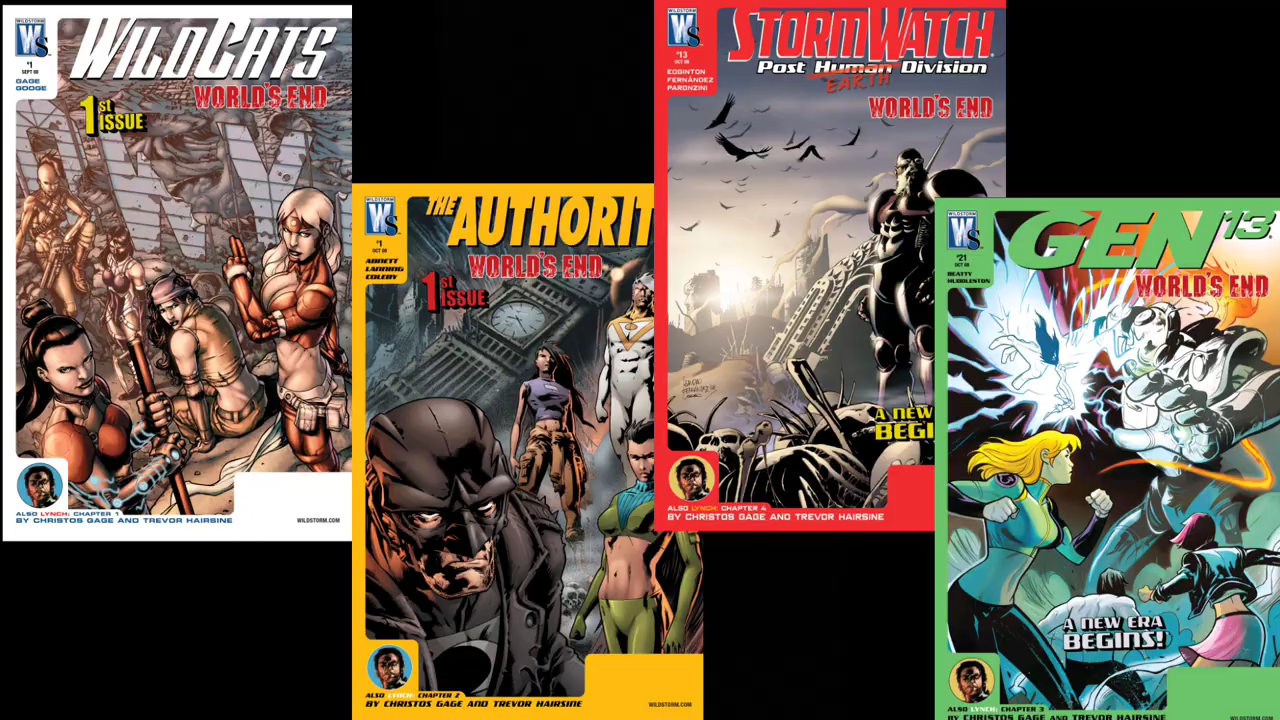 WILDSTORM
WS
#1
SEPT 08
GAGE
GOOGE
WILDCATS
WORLD'S END
1st
ISSUE
ALSO LYNCH: CHAPTER 1
BY CHRISTOS GAGE AND TREVOR HAIRSINE
WILDSTORM.COM
WILDSTORM
WS
#1
OCT 08
ABNETT
LANNING
COLEBY
THE AUTHORIT
WORLD'S END
1st
ISSUE
ALSO LYNCH: CHAPTER 2
BY CHRISTOS GAGE AND TREVOR HAIRSINE
WILDSTORM.COM
WILDSTORM
WS
#13
OCT 08
EDGINTON
FERNÁNDEZ
PARONZINI
STORMWATCH
Post Human Division
EARTH
WORLD'S END
A NEW
BEGI
ALSO LYNCH: CHAPTER 4
BY CHRISTOS GAGE AND TREVOR HAIRSINE
WILDSTORM
WS
#21
OCT 08
BEATTY
HUDDLESTON
GEN 13
WORLD'S END
A NEW ERA
BEGINS!
ALSO LYNCH: CHAPTER 3
BY CHRISTOS GAGE AND TREVOR HAIRSINE
WILDSTORM.COM